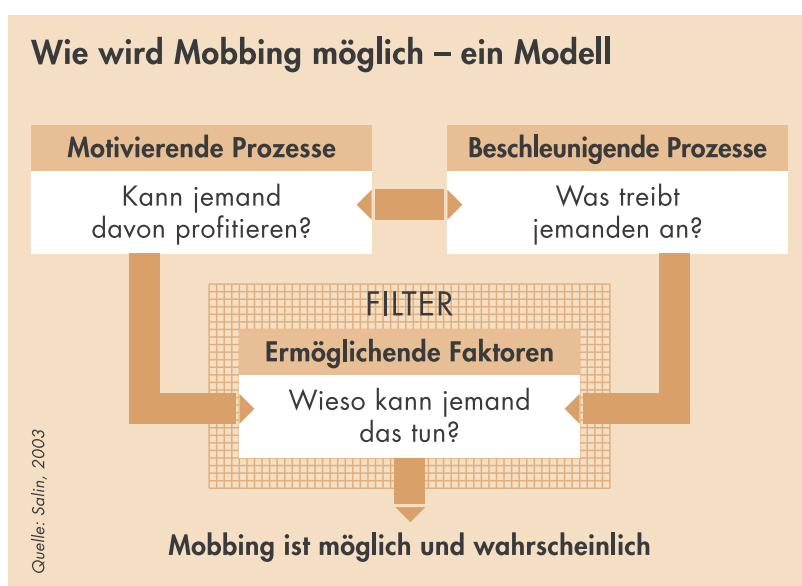 Wie wird Mobbing möglich – ein Modell
Motivierende Prozesse
Kann jemand
davon profitieren?
Beschleunigende Prozesse
Was treibt
jemanden an?
FILTER
Ermöglichende Faktoren
Wieso kann jemand
das tun?
Mobbing ist möglich und wahrscheinlich
Quelle: Salin, 2003